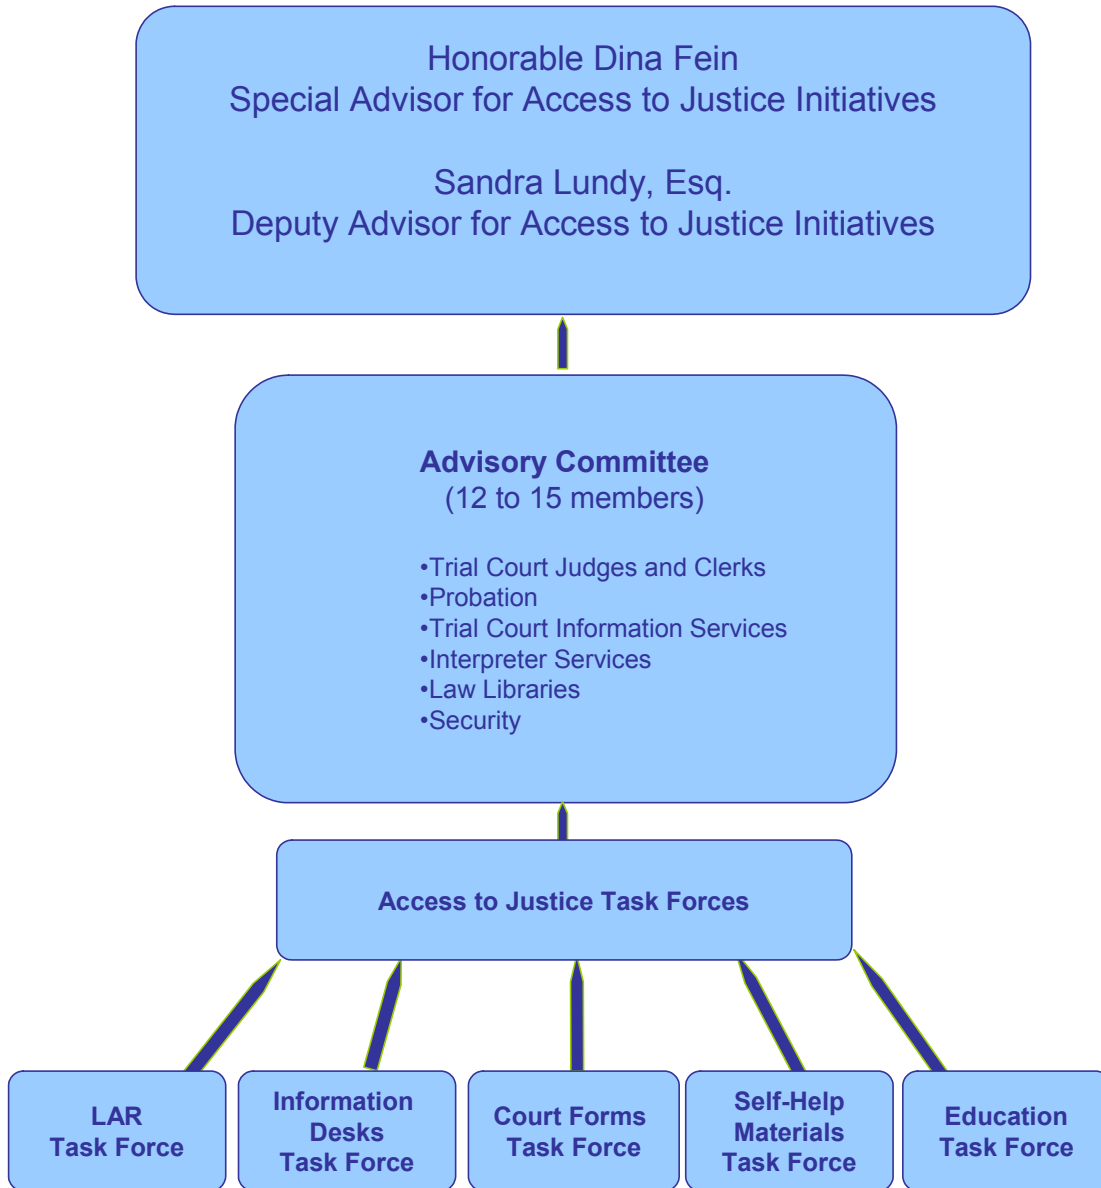 Honorable Dina Fein
Special Advisor for Access to Justice Initiatives
Sandra Lundy, Esq.
Deputy Advisor for Access to Justice Initiatives
Advisory Committee
(12 to 15 members)
•Trial Court Judges and Clerks
•Probation
•Trial Court Information Services
•Interpreter Services
•Law Libraries
•Security
Access to Justice Task Forces
LAR
Task Force
Information
Desks
Task Force
Court Forms
Task Force
Self-Help
Materials
Task Force
Education
Task Force